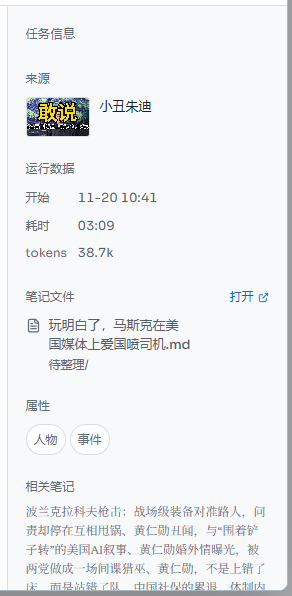 任务信息
来源
敢说
小丑朱迪
运行数据
开始 11-20 10:41
耗时 03:09
tokens 38.7k
笔记文件 打开
玩明白了，马斯克在美
国媒体上爱国喷司机.md
待整理/
属性
人物 事件
相关笔记
波兰克拉科夫枪击：战场级装备对准路人，问
责却停在互相甩锅、黄仁勋丑闻，与“围着铲
子转”的美国AI叙事、黄仁勋婚外情曝光，被
两党做成一场间谍猎巫、黄仁勋，不是上错了
床，而是站错了队、中国社保的累退，体制内